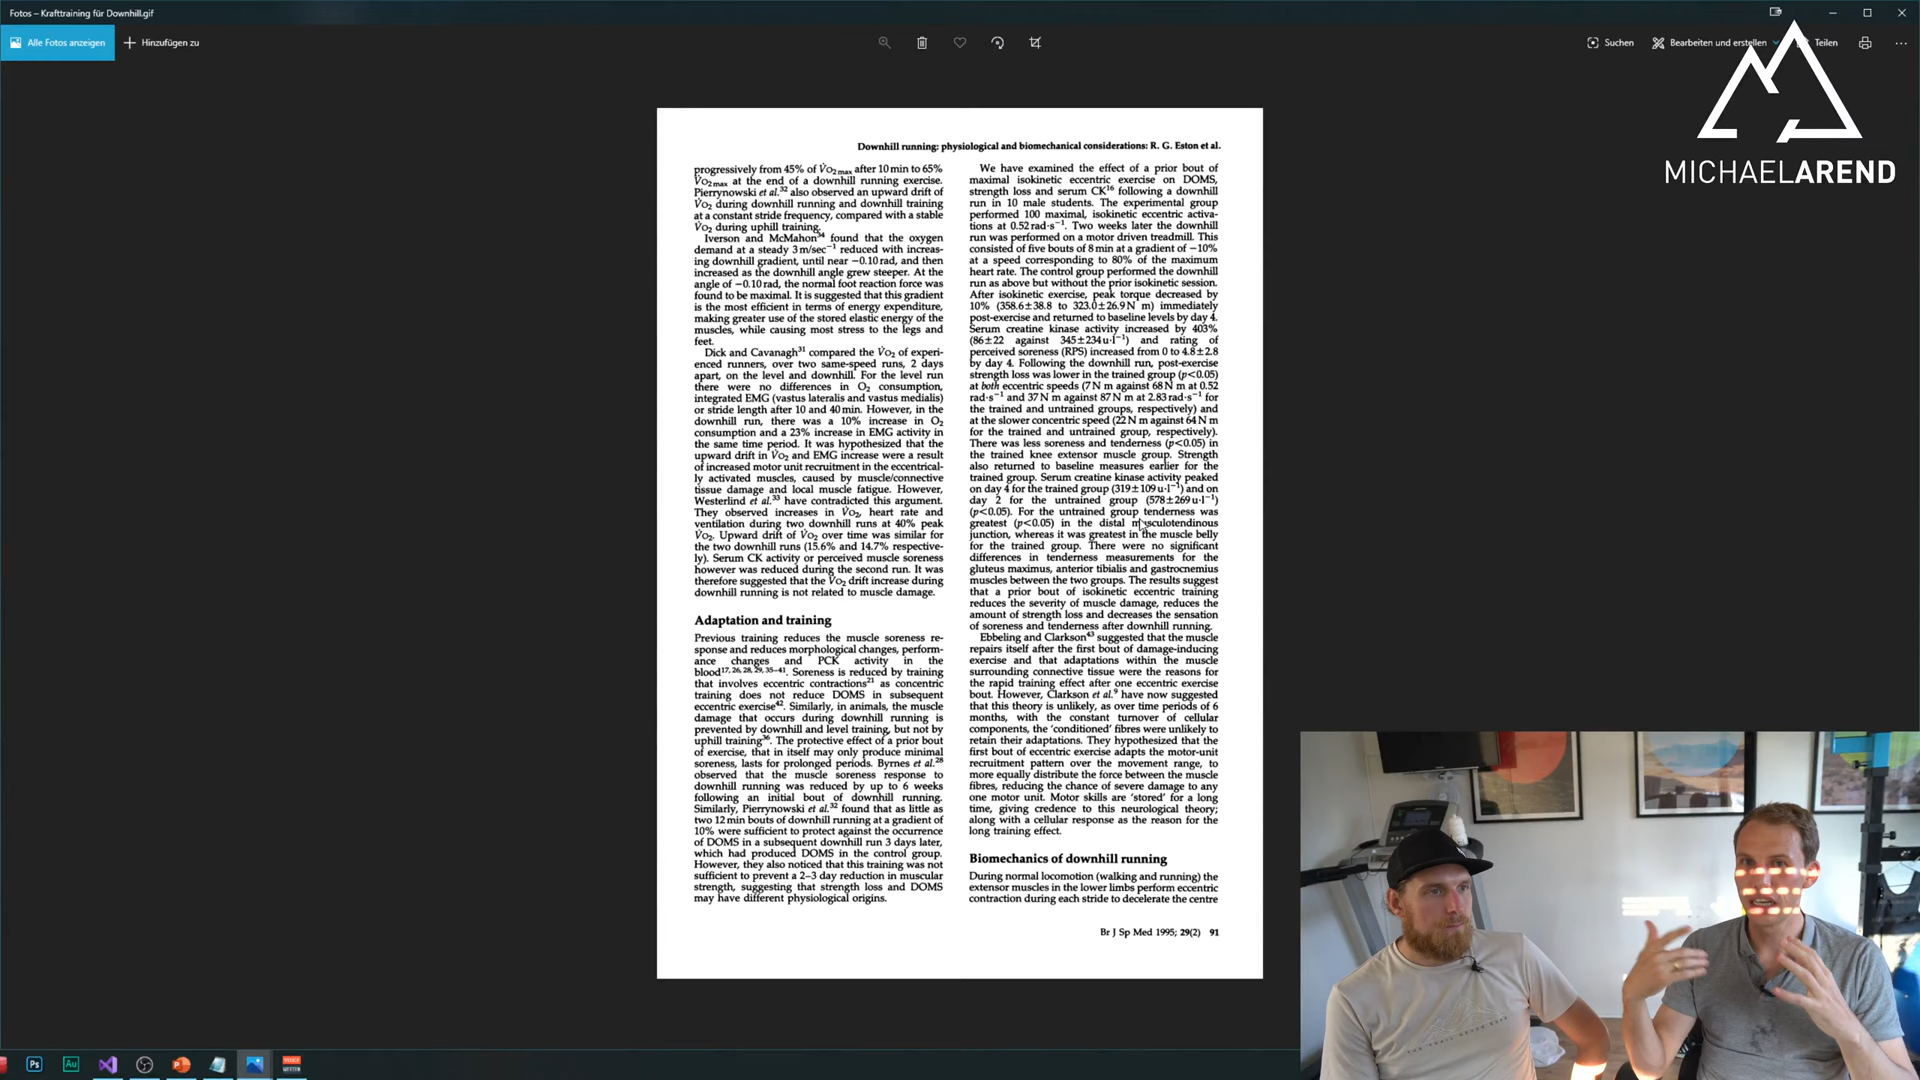 Fotos – Krafttraining für Downhill.gif
Alle Fotos anzeigen
Hinzufügen zu
Suchen
Bearbeiten und erstellen
Teilen
MICHAELAREND
Downhill running: physiological and biomechanical considerations: R. G. Eston et al.
progressively from 45% of V̇O2max after 10 min to 65%
V̇O2max at the end of a downhill running exercise.
Pierrynowski et al.32 also observed an upward drift of
V̇O2 during downhill running and downhill training
at a constant stride frequency, compared with a stable
V̇O2 during uphill training.
Iverson and McMahon34 found that the oxygen
demand at a steady 3 m/sec−1 reduced with increas-
ing downhill gradient, until near −0.10 rad, and then
increased as the downhill angle grew steeper. At the
angle of −0.10 rad, the normal foot reaction force was
found to be maximal. It is suggested that this gradient
is the most efficient in terms of energy expenditure,
making greater use of the stored elastic energy of the
muscles, while causing most stress to the legs and
feet.
Dick and Cavanagh31 compared the V̇O2 of experi-
enced runners, over two same-speed runs, 2 days
apart, on the level and downhill. For the level run
there were no differences in O2 consumption,
integrated EMG (vastus lateralis and vastus medialis)
or stride length after 10 and 40 min. However, in the
downhill run, there was a 10% increase in O2
consumption and a 23% increase in EMG activity in
the same time period. It was hypothesized that the
upward drift in V̇O2 and EMG increase were a result
of increased motor unit recruitment in the eccentrical-
ly activated muscles, caused by muscle/connective
tissue damage and local muscle fatigue. However,
Westerlind et al.33 have contradicted this argument.
They observed increases in V̇O2, heart rate and
ventilation during two downhill runs at 40% peak
V̇O2. Upward drift of V̇O2 over time was similar for
the two downhill runs (15.6% and 14.7% respective-
ly). Serum CK activity or perceived muscle soreness
however was reduced during the second run. It was
therefore suggested that the V̇O2 drift increase during
downhill running is not related to muscle damage.
Adaptation and training
Previous training reduces the muscle soreness re-
sponse and reduces morphological changes, perform-
ance changes and PCK activity in the
blood17, 26, 28, 29, 35–41. Soreness is reduced by training
that involves eccentric contractions21 as concentric
training does not reduce DOMS in subsequent
eccentric exercise42. Similarly, in animals, the muscle
damage that occurs during downhill running is
prevented by downhill and level training, but not by
uphill training36. The protective effect of a prior bout
of exercise, that in itself may only produce minimal
soreness, lasts for prolonged periods. Byrnes et al.28
observed that the muscle soreness response to
downhill running was reduced by up to 6 weeks
following an initial bout of downhill running.
Similarly, Pierrynowski et al.32 found that as little as
two 12 min bouts of downhill running at a gradient of
10% were sufficient to protect against the occurrence
of DOMS in a subsequent downhill run 3 days later,
which had produced DOMS in the control group.
However, they also noticed that this training was not
sufficient to prevent a 2–3 day reduction in muscular
strength, suggesting that strength loss and DOMS
may have different physiological origins.
We have examined the effect of a prior bout of
maximal isokinetic eccentric exercise on DOMS,
strength loss and serum CK16 following a downhill
run in 10 male students. The experimental group
performed 100 maximal, isokinetic eccentric activa-
tions at 0.52 rad·s−1. Two weeks later the downhill
run was performed on a motor driven treadmill. This
consisted of five bouts of 8 min at a gradient of −10%
at a speed corresponding to 80% of the maximum
heart rate. The control group performed the downhill
run as above but without the prior isokinetic session.
After isokinetic exercise, peak torque decreased by
10% (358.6±38.8 to 323.0±26.9 N m) immediately
post-exercise and returned to baseline levels by day 4.
Serum creatine kinase activity increased by 403%
(86±22 against 345±234 u·l−1) and rating of
perceived soreness (RPS) increased from 0 to 4.8±2.8
by day 4. Following the downhill run, post-exercise
strength loss was lower in the trained group (p<0.05)
at both eccentric speeds (7 N m against 68 N m at 0.52
rad·s−1 and 37 N m against 87 N m at 2.83 rad·s−1 for
the trained and untrained groups, respectively) and
at the slower concentric speed (22 N m against 64 N m
for the trained and untrained group, respectively).
There was less soreness and tenderness (p<0.05) in
the trained knee extensor muscle group. Strength
also returned to baseline measures earlier for the
trained group. Serum creatine kinase activity peaked
on day 4 for the trained group (319±109 u·l−1) and on
day 2 for the untrained group (578±269 u·l−1)
(p<0.05). For the untrained group tenderness was
greatest (p<0.05) in the distal musculotendinous
junction, whereas it was greatest in the muscle belly
for the trained group. There were no significant
differences in tenderness measurements for the
gluteus maximus, anterior tibialis and gastrocnemius
muscles between the two groups. The results suggest
that a prior bout of isokinetic eccentric training
reduces the severity of muscle damage, reduces the
amount of strength loss and decreases the sensation
of soreness and tenderness after downhill running.
Ebbeling and Clarkson43 suggested that the muscle
repairs itself after the first bout of damage-inducing
exercise and that adaptations within the muscle
surrounding connective tissue were the reasons for
the rapid training effect after one eccentric exercise
bout. However, Clarkson et al.9 have now suggested
that this theory is unlikely, as over time periods of 6
months, with the constant turnover of cellular
components, the 'conditioned' fibres were unlikely to
retain their adaptations. They hypothesized that the
first bout of eccentric exercise adapts the motor-unit
recruitment pattern over the movement range, to
more equally distribute the force between the muscle
fibres, reducing the chance of severe damage to any
one motor unit. Motor skills are 'stored' for a long
time, giving credence to this neurological theory;
along with a cellular response as the reason for the
long training effect.
Biomechanics of downhill running
During normal locomotion (walking and running) the
extensor muscles in the lower limbs perform eccentric
contraction during each stride to decelerate the centre
Br J Sp Med 1995; 29(2) 91
Ps
Au